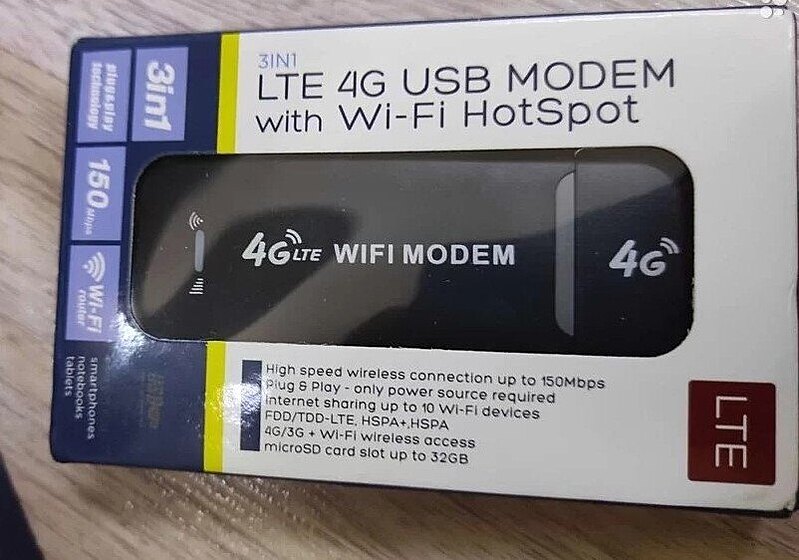 3IN1
LTE 4G USB MODEM
with Wi-Fi HotSpot
3in1
plug&play
technology
150 Mbps
Wi-Fi
router
smartphones
notebooks
tablets
4G LTE WIFI MODEM
4G
High speed wireless connection up to 150Mbps
Plug & Play - only power source required
Internet sharing up to 10 Wi-Fi devices
FDD/TDD-LTE, HSPA+,HSPA
4G/3G + Wi-Fi wireless access
microSD card slot up to 32GB
LTE